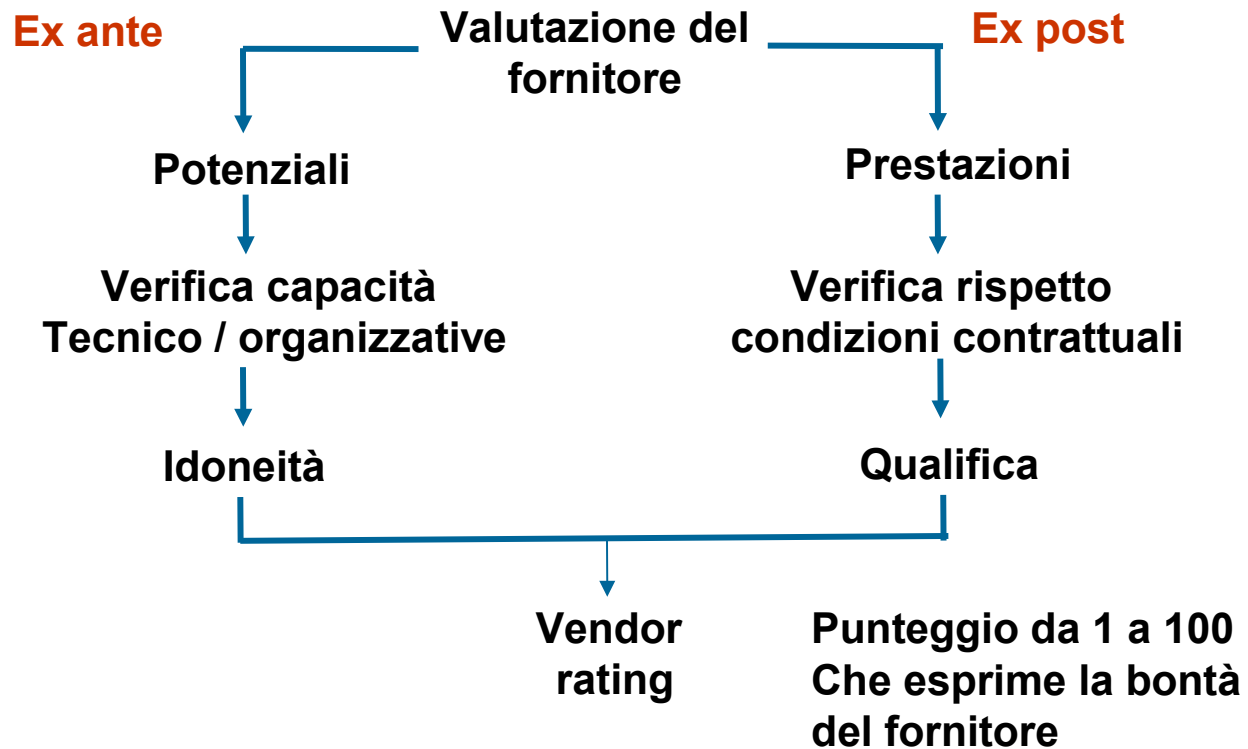 Ex ante
Valutazione del
fornitore
Ex post
Potenziali
Prestazioni
Verifica capacità
Tecnico / organizzative
Verifica rispetto
condizioni contrattuali
Idoneità
Qualifica
Vendor
rating
Punteggio da 1 a 100
Che esprime la bontà
del fornitore